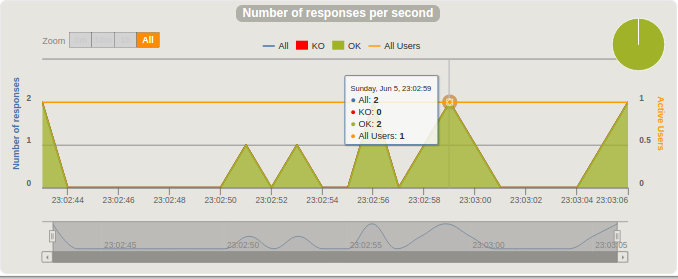 Number of responses per second
Zoom All
All KO OK All Users
Number of responses
2
1
0
Sunday, Jun 5, 23:02:59
All: 2
KO: 0
OK: 2
All Users: 1
1
0.5
0
Active Users
23:02:44 23:02:46 23:02:48 23:02:50 23:02:52 23:02:54 23:02:56 23:02:58 23:03:00 23:03:02 23:03:04 23:03:06
23:02:45 23:02:50 23:02:55 23:03:00 23:03:05